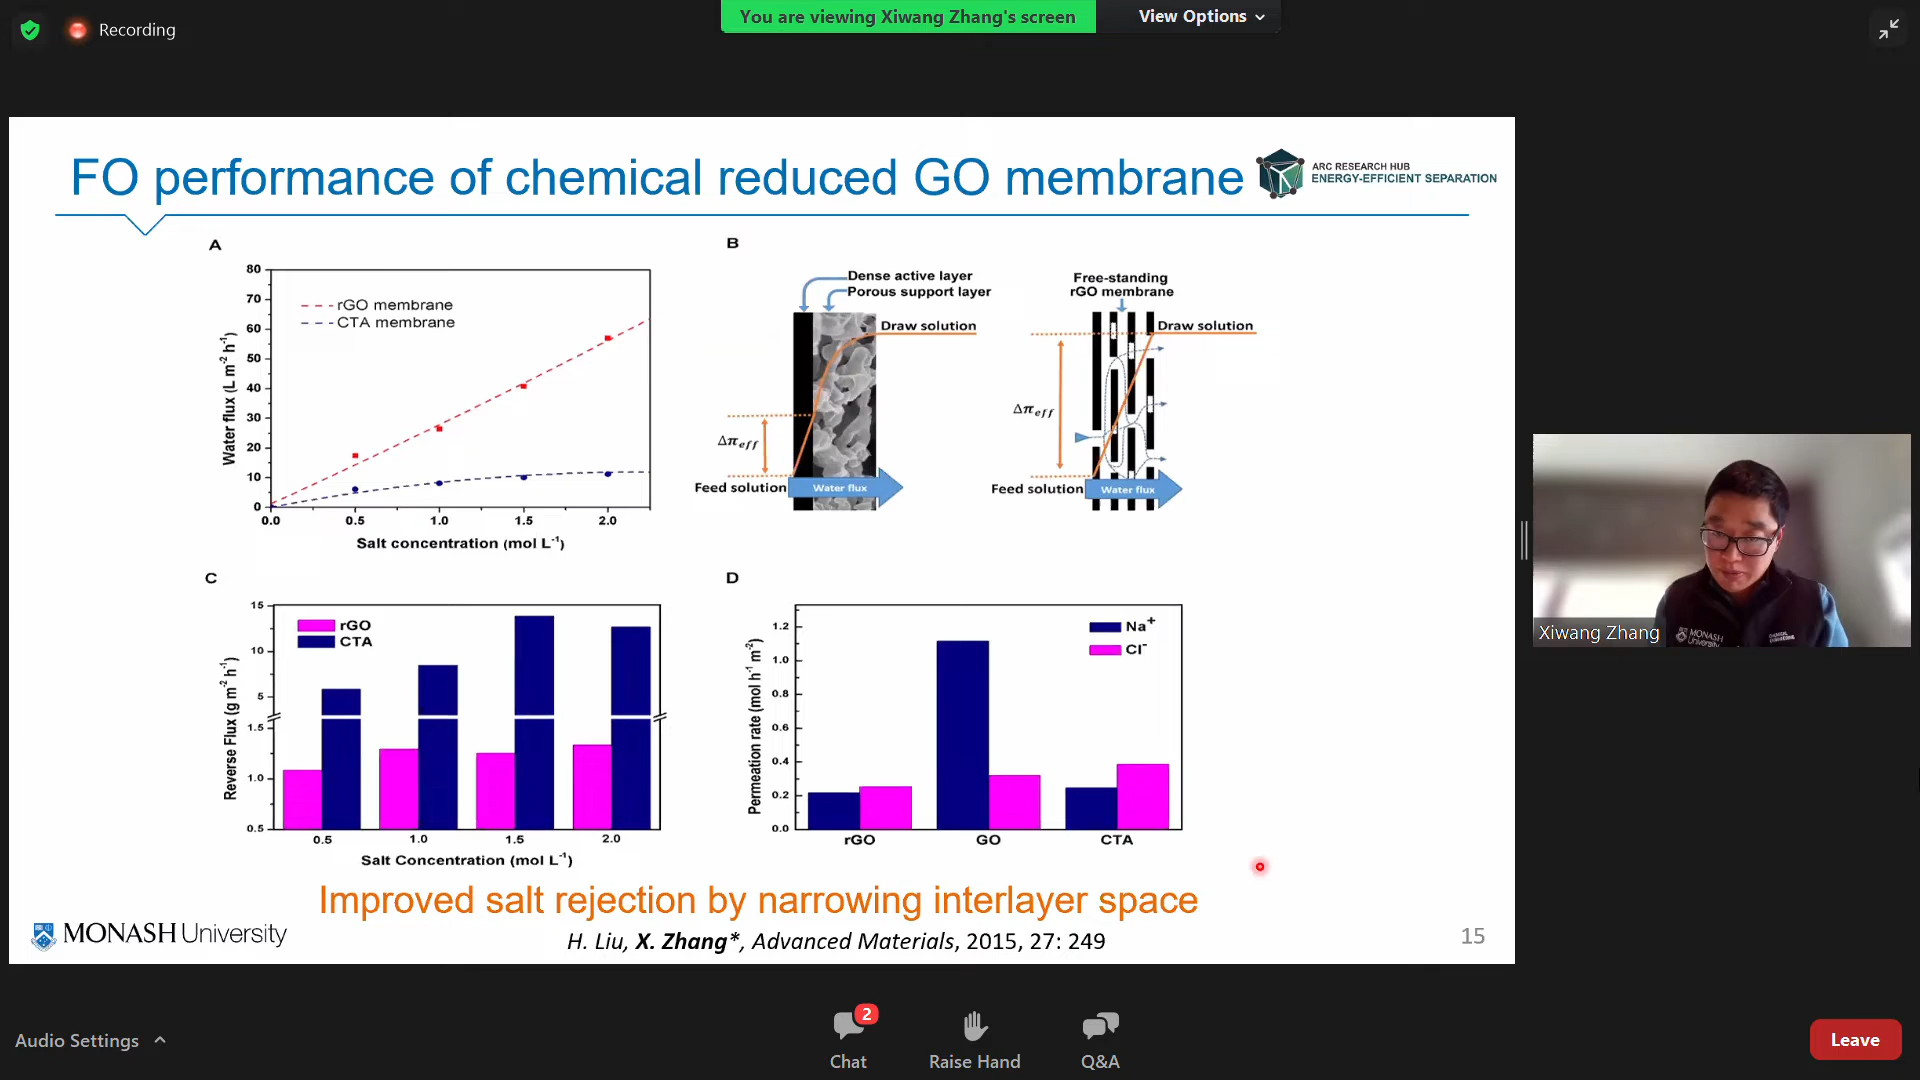 Recording
You are viewing Xiwang Zhang's screen
View Options
FO performance of chemical reduced GO membrane
ARC RESEARCH HUB
ENERGY-EFFICIENT SEPARATION
A
80
70
60
50
40
30
20
10
0
Water flux (L m⁻² h⁻¹)
rGO membrane
CTA membrane
0.0 0.5 1.0 1.5 2.0
Salt concentration (mol L⁻¹)
B
Dense active layer
Porous support layer
Draw solution
Δπeff
Feed solution
Water flux
Free-standing
rGO membrane
Draw solution
Δπeff
Feed solution
Water flux
C
15
10
5
1.5
1.0
0.5
Reverse Flux (g m⁻² h⁻¹)
rGO
CTA
0.5 1.0 1.5 2.0
Salt Concentration (mol L⁻¹)
D
1.2
1.0
0.8
0.6
0.4
0.2
0.0
Permeation rate (mol h⁻¹ m⁻²)
Na⁺
Cl⁻
rGO GO CTA
Improved salt rejection by narrowing interlayer space
MONASH University
H. Liu, X. Zhang*, Advanced Materials, 2015, 27: 249
15
Xiwang Zhang
MONASH
University
CHEMICAL
ENGINEERING
Audio Settings
2
Chat
Raise Hand
Q&A
Leave